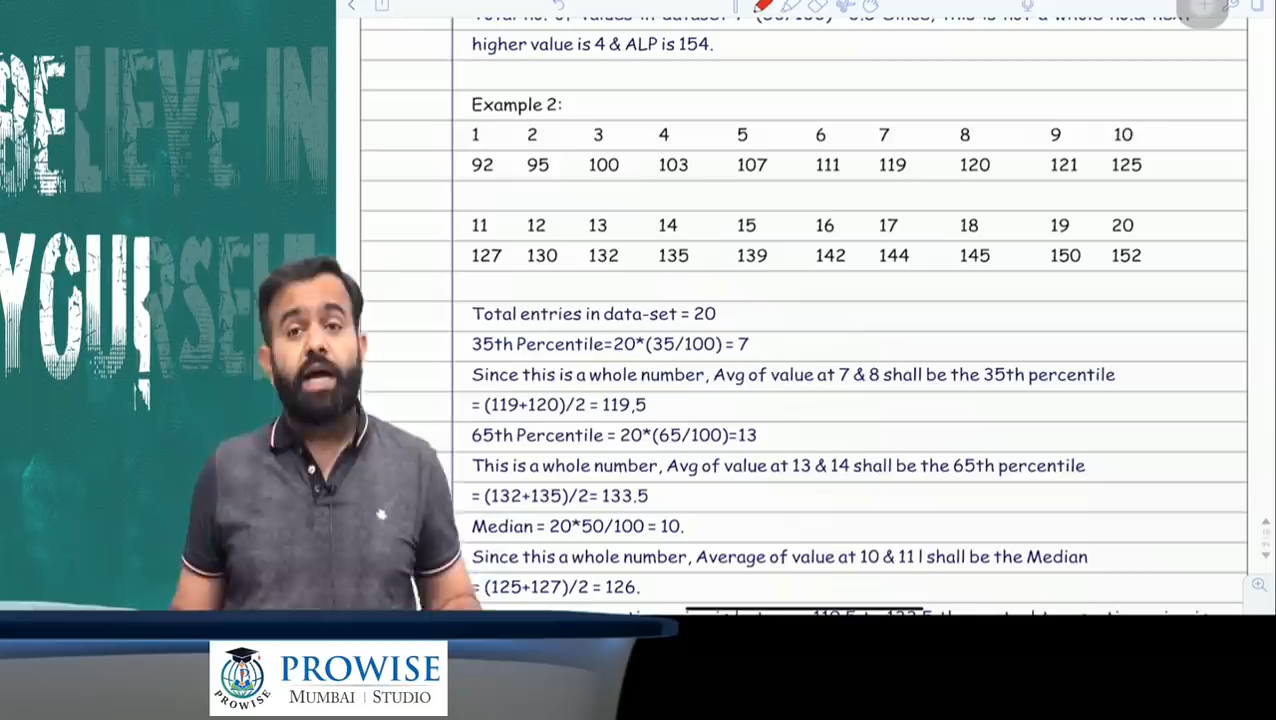 BELIEVE IN
YOURSELF
higher value is 4 & ALP is 154.
Example 2:
1 2 3 4 5 6 7 8 9 10
92 95 100 103 107 111 119 120 121 125
11 12 13 14 15 16 17 18 19 20
127 130 132 135 139 142 144 145 150 152
Total entries in data-set = 20
35th Percentile=20*(35/100) = 7
Since this is a whole number, Avg of value at 7 & 8 shall be the 35th percentile
= (119+120)/2 = 119,5
65th Percentile = 20*(65/100)=13
This is a whole number, Avg of value at 13 & 14 shall be the 65th percentile
= (132+135)/2= 133.5
Median = 20*50/100 = 10.
Since this a whole number, Average of value at 10 & 11 l shall be the Median
= (125+127)/2 = 126.
PROWISE
MUMBAI | STUDIO
PROWISE